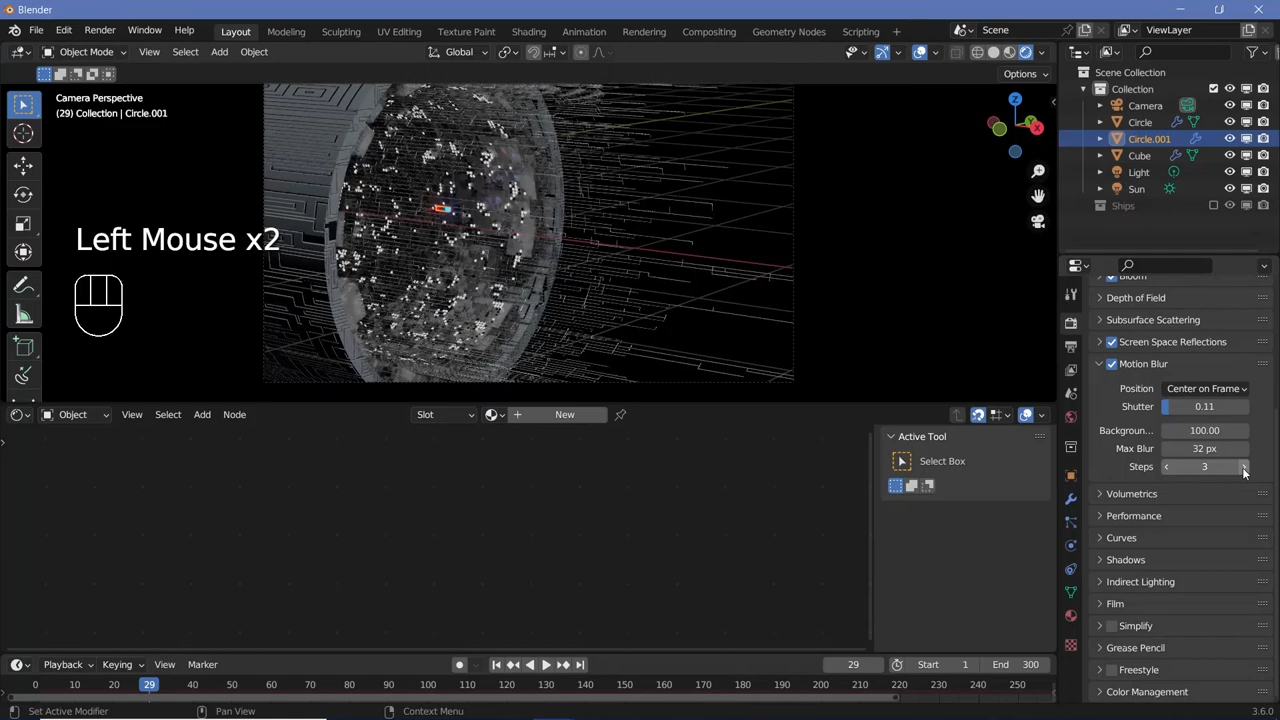 Blender
File Edit Render Window Help Layout Modeling Sculpting UV Editing Texture Paint Shading Animation Rendering Compositing Geometry Nodes Scripting + Scene ViewLayer
Object Mode View Select Add Object Global
Options
Camera Perspective
(29) Collection | Circle.001
Z
Y
X
Left Mouse x2
Scene Collection
Collection
Camera
Circle
Circle.001
Cube
Light
Sun
Ships
Depth of Field
Subsurface Scattering
Screen Space Reflections
Motion Blur
Position Center on Frame
Shutter 0.11
Backgroun... 100.00
Max Blur 32 px
Steps 3
Volumetrics
Performance
Curves
Shadows
Indirect Lighting
Film
Simplify
Grease Pencil
Freestyle
Color Management
Object View Select Add Node Slot New
Active Tool
Select Box
Playback Keying View Marker 29 Start 1 End 300
0 10 20 29 40 50 60 70 80 90 100 110 120 130 140 150 160 170 180 190 200 210 220 230 240 250
Set Active Modifier Pan View Context Menu 3.6.0